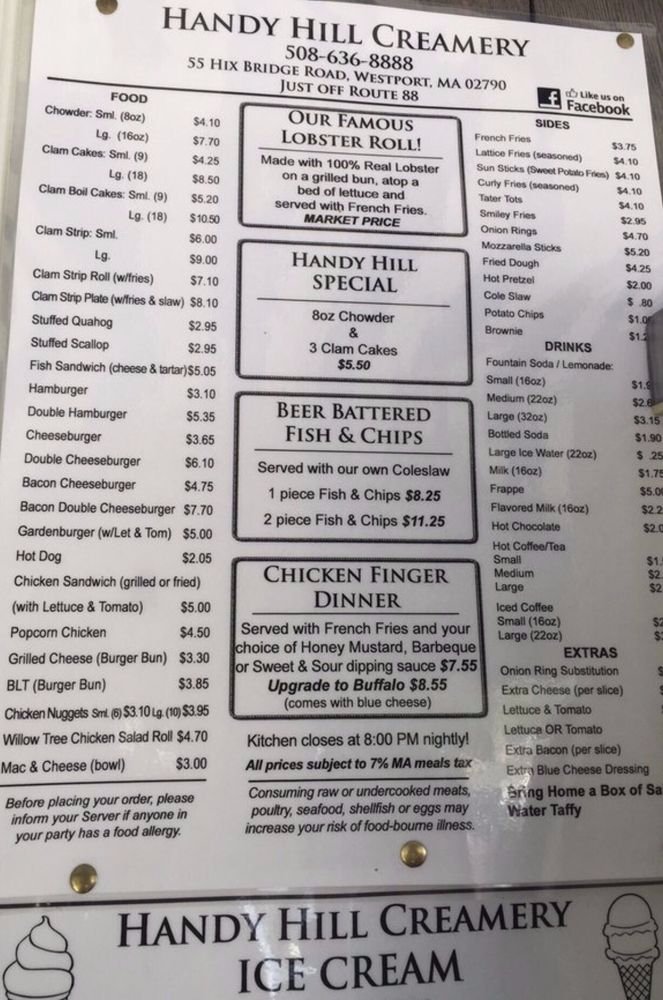 HANDY HILL CREAMERY
508-636-8888
55 HIX BRIDGE ROAD, WESTPORT, MA 02790
JUST OFF ROUTE 88
f Like us on
Facebook
FOOD
Chowder: Sml. (8oz) $4.10
Lg. (16oz) $7.70
Clam Cakes: Sml. (9) $4.25
Lg. (18) $8.50
Clam Boil Cakes: Sml. (9) $5.20
Lg. (18) $10.50
Clam Strip: Sml. $6.00
Lg. $9.00
Clam Strip Roll (w/fries) $7.10
Clam Strip Plate (w/fries & slaw) $8.10
Stuffed Quahog $2.95
Stuffed Scallop $2.95
Fish Sandwich (cheese & tartar) $5.05
Hamburger $3.10
Double Hamburger $5.35
Cheeseburger $3.65
Double Cheeseburger $6.10
Bacon Cheeseburger $4.75
Bacon Double Cheeseburger $7.70
Gardenburger (w/Let & Tom) $5.00
Hot Dog $2.05
Chicken Sandwich (grilled or fried)
(with Lettuce & Tomato) $5.00
Popcorn Chicken $4.50
Grilled Cheese (Burger Bun) $3.30
BLT (Burger Bun) $3.85
Chicken Nuggets Sml. (6) $3.10 Lg. (10) $3.95
Willow Tree Chicken Salad Roll $4.70
Mac & Cheese (bowl) $3.00
Before placing your order, please
inform your Server if anyone in
your party has a food allergy.
OUR FAMOUS
LOBSTER ROLL!
Made with 100% Real Lobster
on a grilled bun, atop a
bed of lettuce and
served with French Fries.
MARKET PRICE
HANDY HILL
SPECIAL
8oz Chowder
&
3 Clam Cakes
$5.50
BEER BATTERED
FISH & CHIPS
Served with our own Coleslaw
1 piece Fish & Chips $8.25
2 piece Fish & Chips $11.25
CHICKEN FINGER
DINNER
Served with French Fries and your
choice of Honey Mustard, Barbeque
or Sweet & Sour dipping sauce $7.55
Upgrade to Buffalo $8.55
(comes with blue cheese)
Kitchen closes at 8:00 PM nightly!
All prices subject to 7% MA meals tax
Consuming raw or undercooked meats,
poultry, seafood, shellfish or eggs may
increase your risk of food-bourne illness.
SIDES
French Fries $3.75
Lattice Fries (seasoned) $4.10
Sun Sticks (Sweet Potato Fries) $4.10
Curly Fries (seasoned) $4.10
Tater Tots $4.10
Smiley Fries $2.95
Onion Rings $4.70
Mozzarella Sticks $5.20
Fried Dough $4.25
Hot Pretzel $2.00
Cole Slaw $ .80
Potato Chips
Brownie
DRINKS
Fountain Soda / Lemonade:
Small (16oz)
Medium (22oz)
Large (32oz) $3.15
Bottled Soda $1.90
Large Ice Water (22oz) $ .25
Milk (16oz) $1.75
Frappe
Flavored Milk (16oz)
Hot Chocolate
Hot Coffee/Tea
Small
Medium
Large
Iced Coffee
Small (16oz)
Large (22oz)
EXTRAS
Onion Ring Substitution
Extra Cheese (per slice)
Lettuce & Tomato
Lettuce OR Tomato
Extra Bacon (per slice)
Extra Blue Cheese Dressing
Bring Home a Box of Sa
Water Taffy
HANDY HILL CREAMERY
ICE CREAM